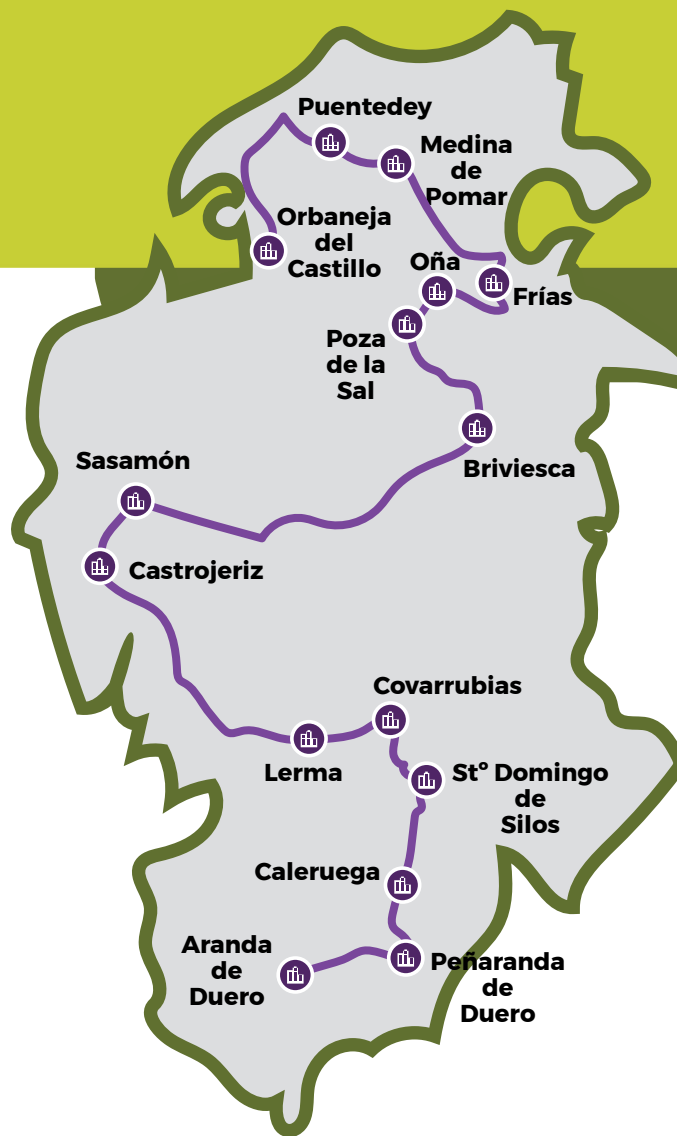 Puentedey
Medina
de
Pomar
Orbaneja
del
Castillo
Oña
Frías
Poza
de la
Sal
Briviesca
Sasamón
Castrojeriz
Covarrubias
Lerma
Stº Domingo
de
Silos
Caleruega
Aranda
de
Duero
Peñaranda
de
Duero